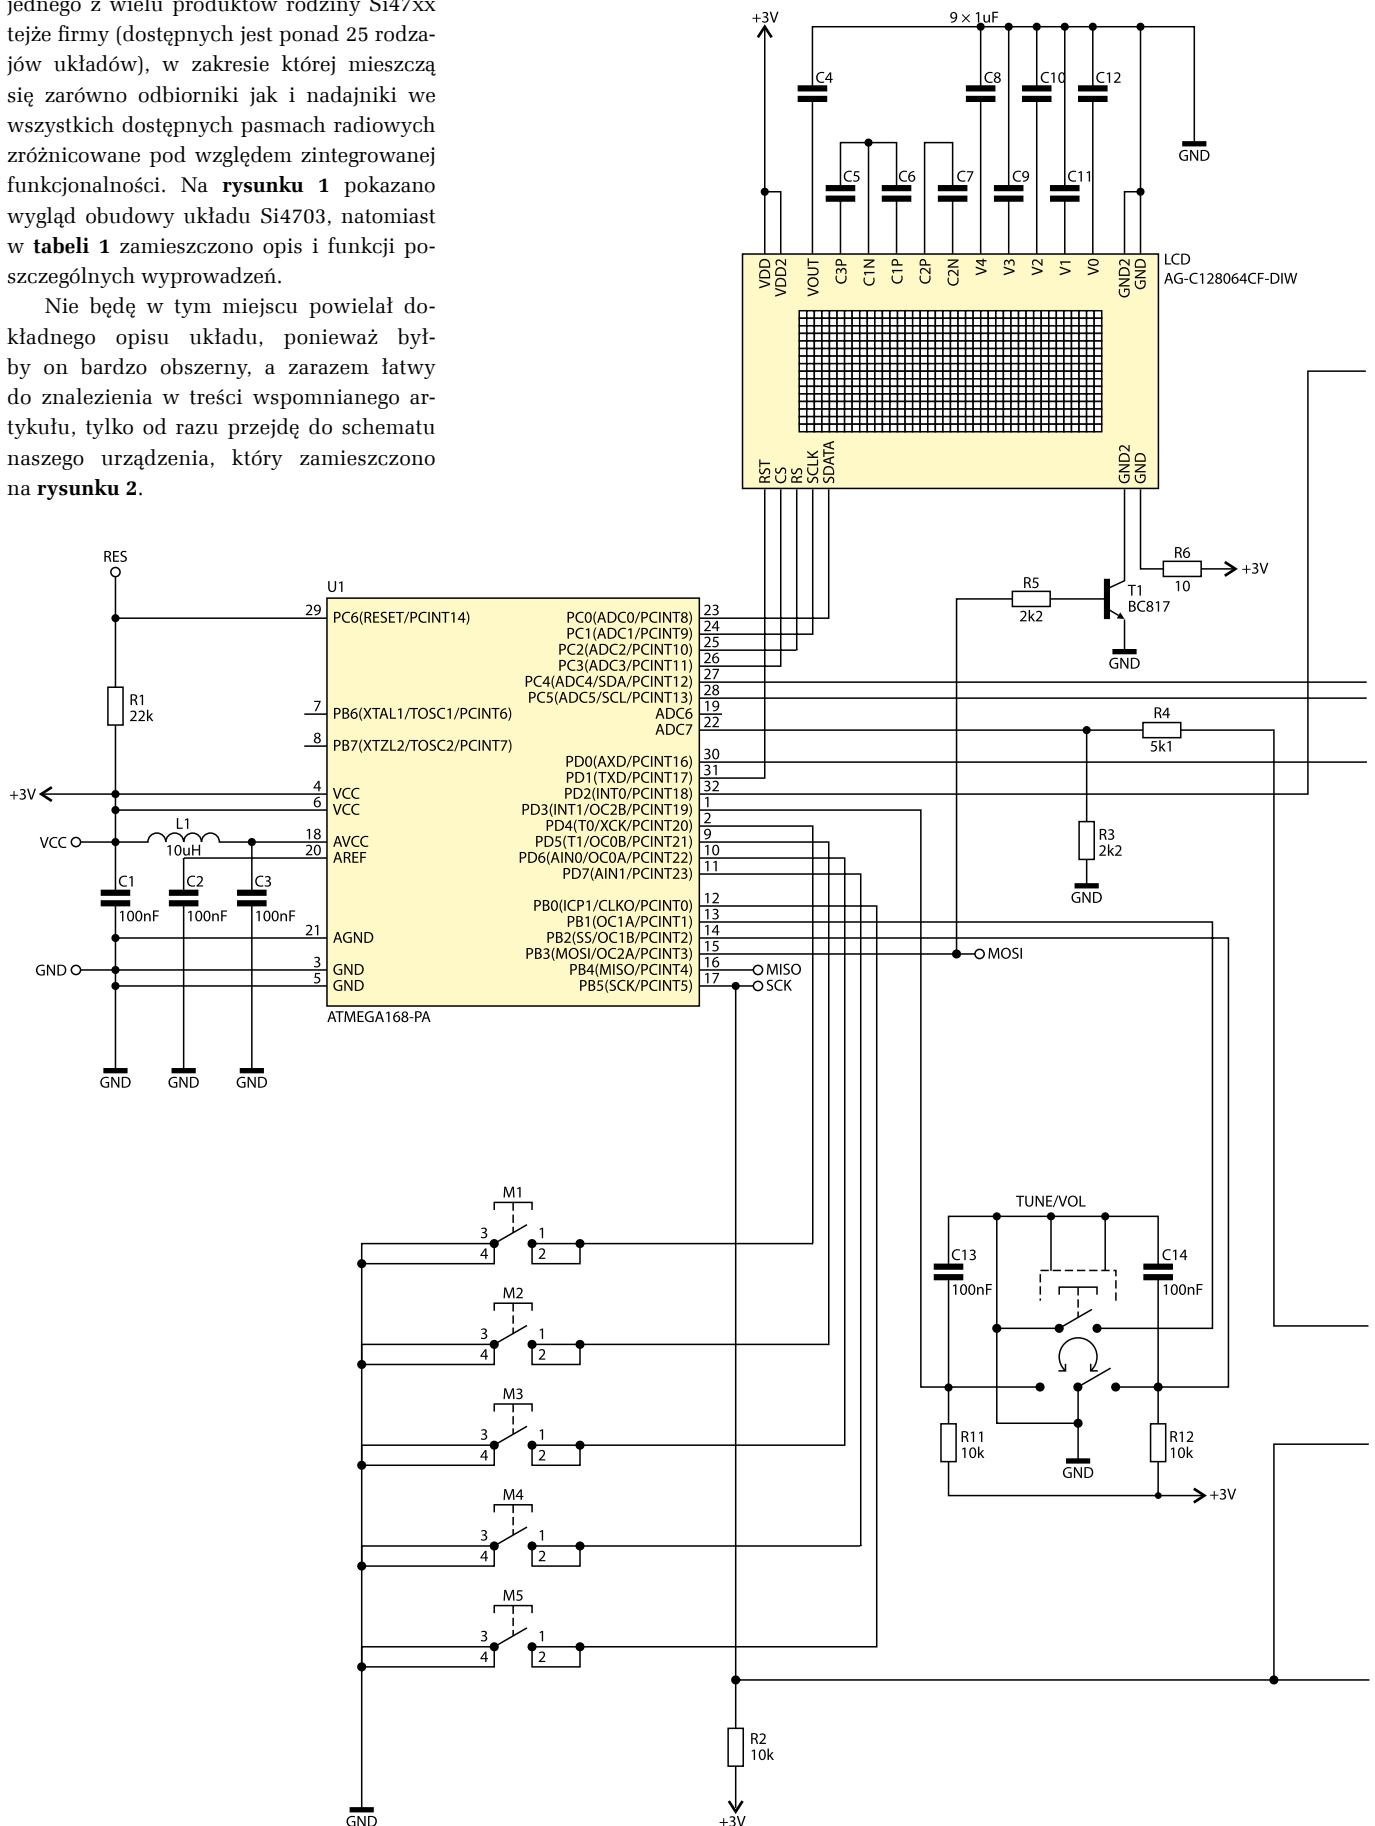 jednego z wielu produktów rodziny Si47xx
tejże firmy (dostępnych jest ponad 25 rodza-
jów układów), w zakresie której mieszczą
się zarówno odbiorniki jak i nadajniki we
wszystkich dostępnych pasmach radiowych
zróżnicowane pod względem zintegrowanej
funkcjonalności. Na rysunku 1 pokazano
wygląd obudowy układu Si4703, natomiast
w tabeli 1 zamieszczono opis i funkcji po-
szczególnych wyprowadzeń.
Nie będę w tym miejscu powielał do-
kładnego opisu układu, ponieważ był-
by on bardzo obszerny, a zarazem łatwy
do znalezienia w treści wspomnianego ar-
tykułu, tylko od razu przejdę do schematu
naszego urządzenia, który zamieszczono
na rysunku 2.
+3V
9 × 1uF
C4
C8
C10
C12
GND
C5
C6
C7
C9
C11
VDD
VDD2
VOUT
C3P
C1N
C1P
C2P
C2N
V4
V3
V2
V1
V0
GND2
GND
LCD
AG-C128064CF-DIW
RST
CS
RS
SCLK
SDATA
GND2
GND
R6
10
+3V
R5
2k2
T1
BC817
GND
RES
R1
22k
+3V
VCC
L1
10uH
C1
100nF
C2
100nF
C3
100nF
GND
GND
GND
GND
U1
29 PC6(RESET/PCINT14)
7 PB6(XTAL1/TOSC1/PCINT6)
8 PB7(XTZL2/TOSC2/PCINT7)
4 VCC
6 VCC
18 AVCC
20 AREF
21 AGND
3 GND
5 GND
PC0(ADC0/PCINT8) 23
PC1(ADC1/PCINT9) 24
PC2(ADC2/PCINT10) 25
PC3(ADC3/PCINT11) 26
PC4(ADC4/SDA/PCINT12) 27
PC5(ADC5/SCL/PCINT13) 28
ADC6 19
ADC7 22
PD0(AXD/PCINT16) 30
PD1(TXD/PCINT17) 31
PD2(INT0/PCINT18) 32
PD3(INT1/OC2B/PCINT19) 1
PD4(T0/XCK/PCINT20) 2
PD5(T1/OC0B/PCINT21) 9
PD6(AIN0/OC0A/PCINT22) 10
PD7(AIN1/PCINT23) 11
PB0(ICP1/CLKO/PCINT0) 12
PB1(OC1A/PCINT1) 13
PB2(SS/OC1B/PCINT2) 14
PB3(MOSI/OC2A/PCINT3) 15
PB4(MISO/PCINT4) 16
PB5(SCK/PCINT5) 17
ATMEGA168-PA
R4
5k1
R3
2k2
GND
MOSI
MISO
SCK
M1
3 1
4 2
M2
3 1
4 2
M3
3 1
4 2
M4
3 1
4 2
M5
3 1
4 2
GND
TUNE/VOL
C13
100nF
C14
100nF
R11
10k
R12
10k
GND
+3V
R2
10k
+3V